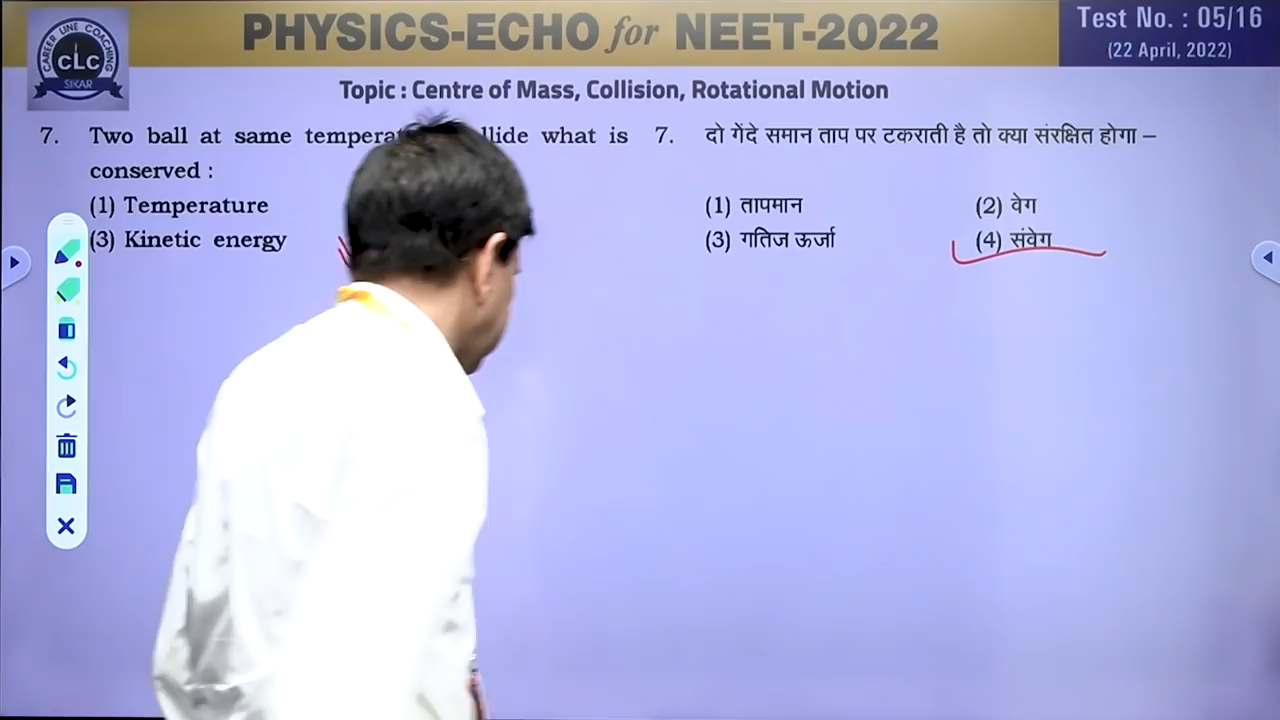 PHYSICS-ECHO for NEET-2022
Test No. : 05/16
(22 April, 2022)
CAREER LINE COACHING
CLC
SIKAR
Topic : Centre of Mass, Collision, Rotational Motion
7. Two ball at same what is
conserved :
(1) Temperature
(3) Kinetic energy
7. दो गेंदे समान ताप पर टकराती है तो क्या संरक्षित होगा –
(1) तापमान (2) वेग
(3) गतिज ऊर्जा (4) संवेग